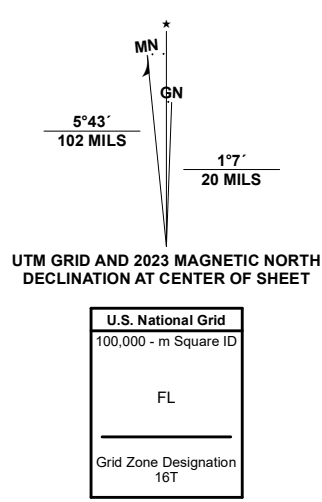 MN
GN
5°43´
102 MILS
1°7´
20 MILS
UTM GRID AND 2023 MAGNETIC NORTH
DECLINATION AT CENTER OF SHEET
U.S. National Grid
100,000 - m Square ID
FL
Grid Zone Designation
16T